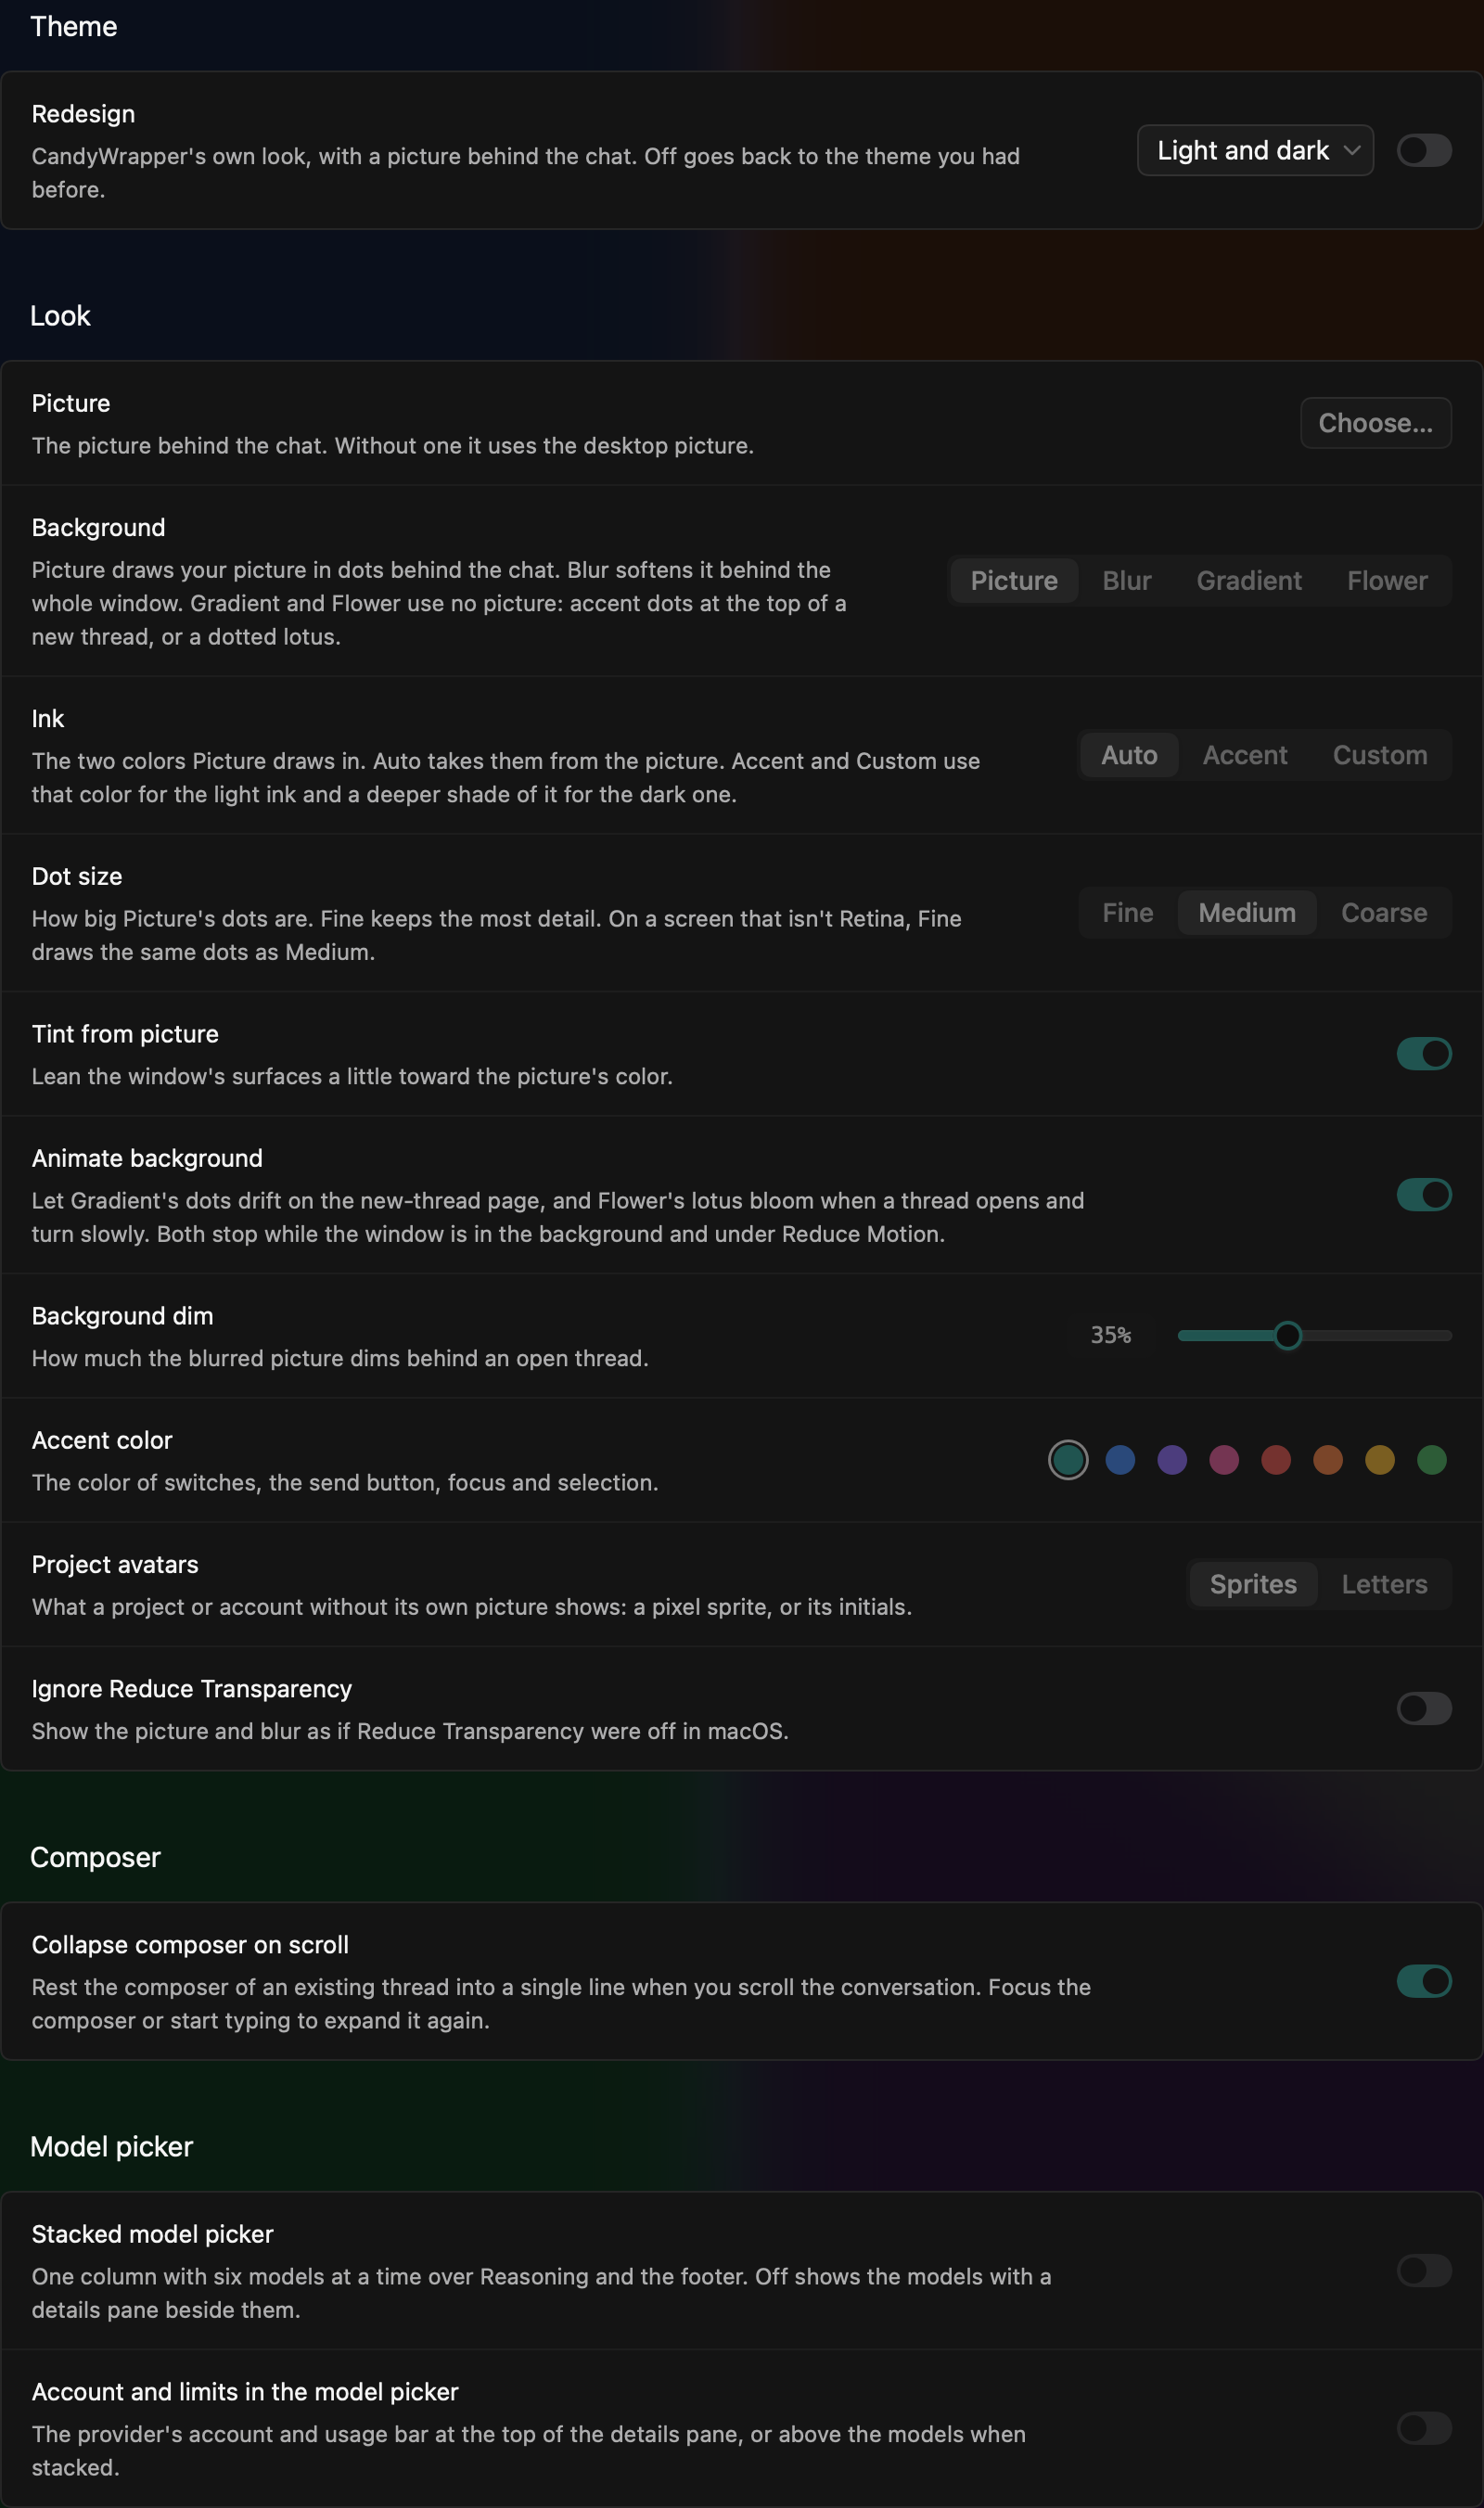 Theme
Redesign
CandyWrapper's own look, with a picture behind the chat. Off goes back to the theme you had
before.
Light and dark
Look
Picture
The picture behind the chat. Without one it uses the desktop picture.
Choose...
Background
Picture draws your picture in dots behind the chat. Blur softens it behind the
whole window. Gradient and Flower use no picture: accent dots at the top of a
new thread, or a dotted lotus.
Picture Blur Gradient Flower
Ink
The two colors Picture draws in. Auto takes them from the picture. Accent and Custom use
that color for the light ink and a deeper shade of it for the dark one.
Auto Accent Custom
Dot size
How big Picture's dots are. Fine keeps the most detail. On a screen that isn't Retina, Fine
draws the same dots as Medium.
Fine Medium Coarse
Tint from picture
Lean the window's surfaces a little toward the picture's color.
Animate background
Let Gradient's dots drift on the new-thread page, and Flower's lotus bloom when a thread opens and
turn slowly. Both stop while the window is in the background and under Reduce Motion.
Background dim
How much the blurred picture dims behind an open thread.
35%
Accent color
The color of switches, the send button, focus and selection.
Project avatars
What a project or account without its own picture shows: a pixel sprite, or its initials.
Sprites Letters
Ignore Reduce Transparency
Show the picture and blur as if Reduce Transparency were off in macOS.
Composer
Collapse composer on scroll
Rest the composer of an existing thread into a single line when you scroll the conversation. Focus the
composer or start typing to expand it again.
Model picker
Stacked model picker
One column with six models at a time over Reasoning and the footer. Off shows the models with a
details pane beside them.
Account and limits in the model picker
The provider's account and usage bar at the top of the details pane, or above the models when
stacked.